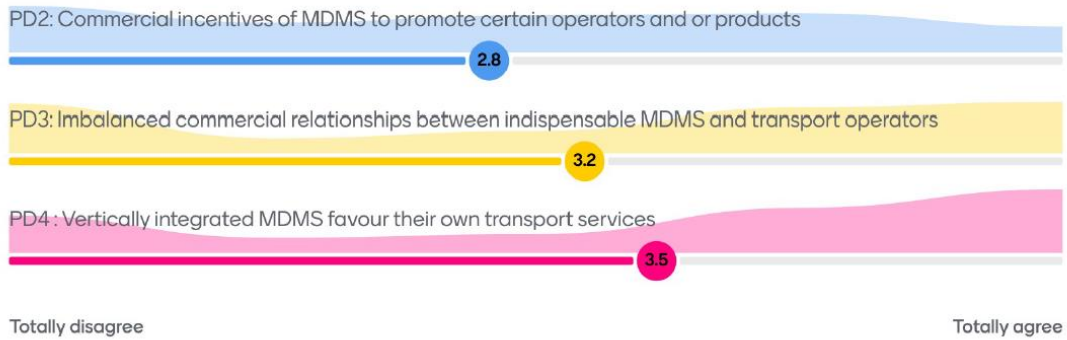 PD2: Commercial incentives of MDMS to promote certain operators and or products
2.8
PD3: Imbalanced commercial relationships between indispensable MDMS and transport operators
3.2
PD4 : Vertically integrated MDMS favour their own transport services
3.5
Totally disagree
Totally agree